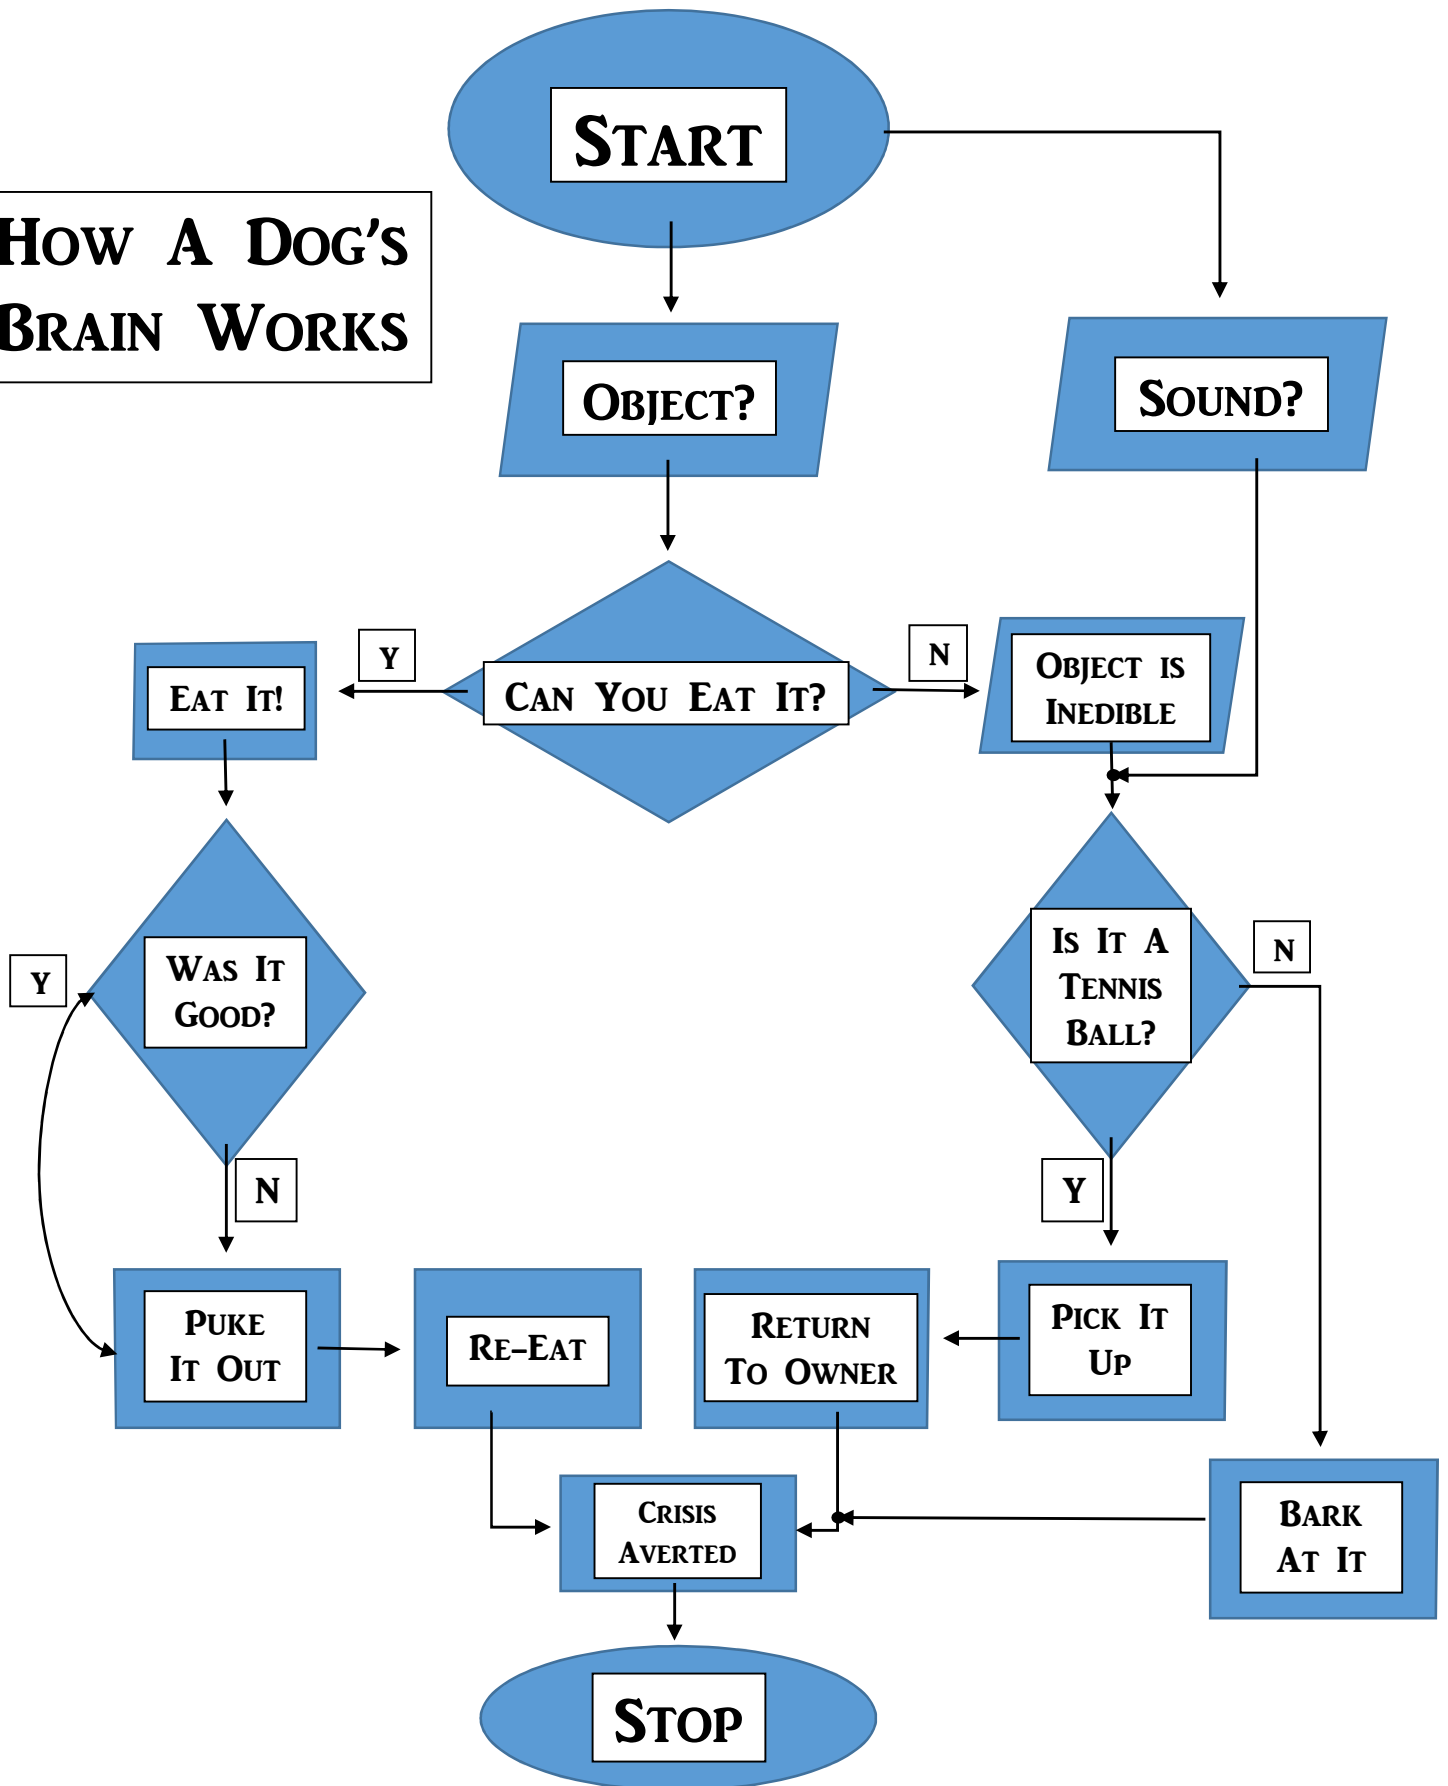 Start
How A Dog's
Brain Works
Object?
Sound?
Y
N
Eat It!
Can You Eat It?
Object is
Inedible
Was It
Good?
Y
Is It A
Tennis
Ball?
N
N
Y
Puke
It Out
Re-Eat
Return
To Owner
Pick It
Up
Crisis
Averted
Bark
At It
Stop